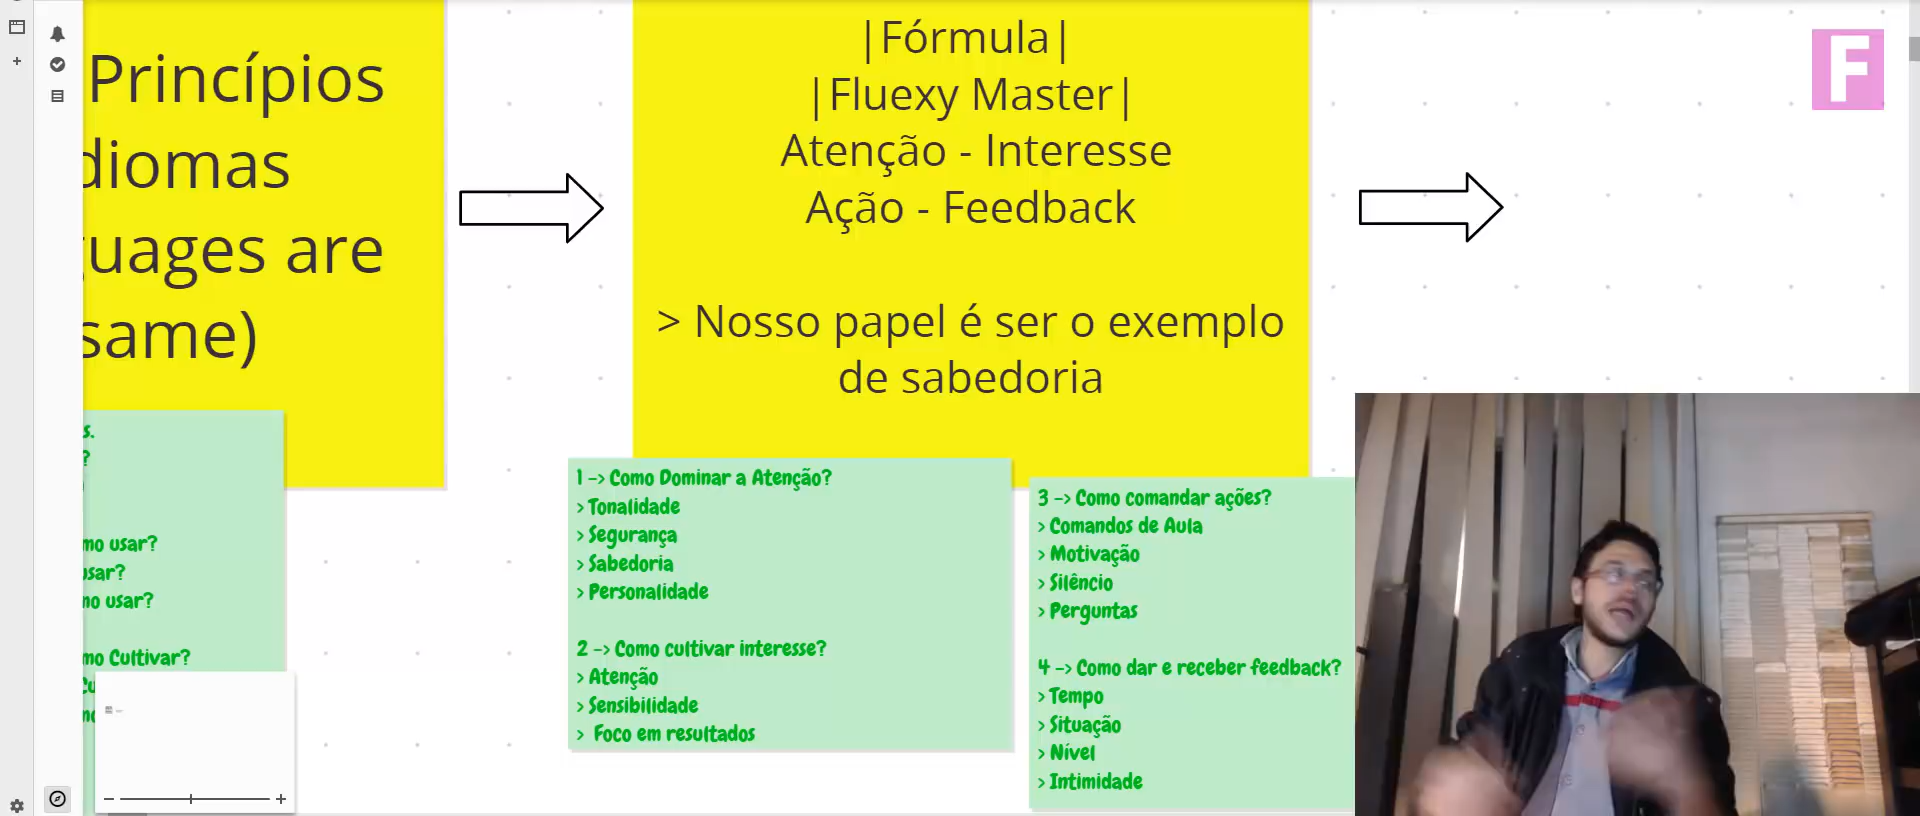 Princípios
diomas
guages are
same)
|Fórmula|
|Fluexy Master|
Atenção - Interesse
Ação - Feedback
> Nosso papel é ser o exemplo
de sabedoria
F
s.
?
mo usar?
usar?
no usar?
mo Cultivar?
Cu
1 -> Como Dominar a Atenção?
> Tonalidade
> Segurança
> Sabedoria
> Personalidade
2 -> Como cultivar interesse?
> Atenção
> Sensibilidade
> Foco em resultados
3 -> Como comandar ações?
> Comandos de Aula
> Motivação
> Silêncio
> Perguntas
4 -> Como dar e receber feedback?
> Tempo
> Situação
> Nível
> Intimidade